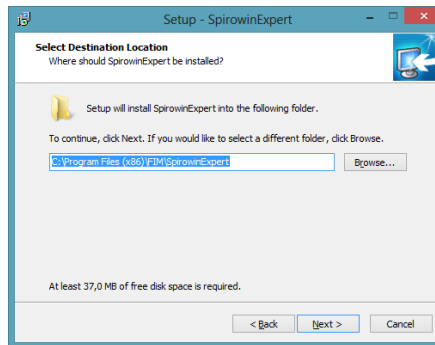 Setup - SpirowinExpert
Select Destination Location
Where should SpirowinExpert be installed?
Setup will install SpirowinExpert into the following folder.
To continue, click Next. If you would like to select a different folder, click Browse.
C:\Program Files (x86)\FIM\SpirowinExpert
Browse...
At least 37,0 MB of free disk space is required.
< Back Next > Cancel